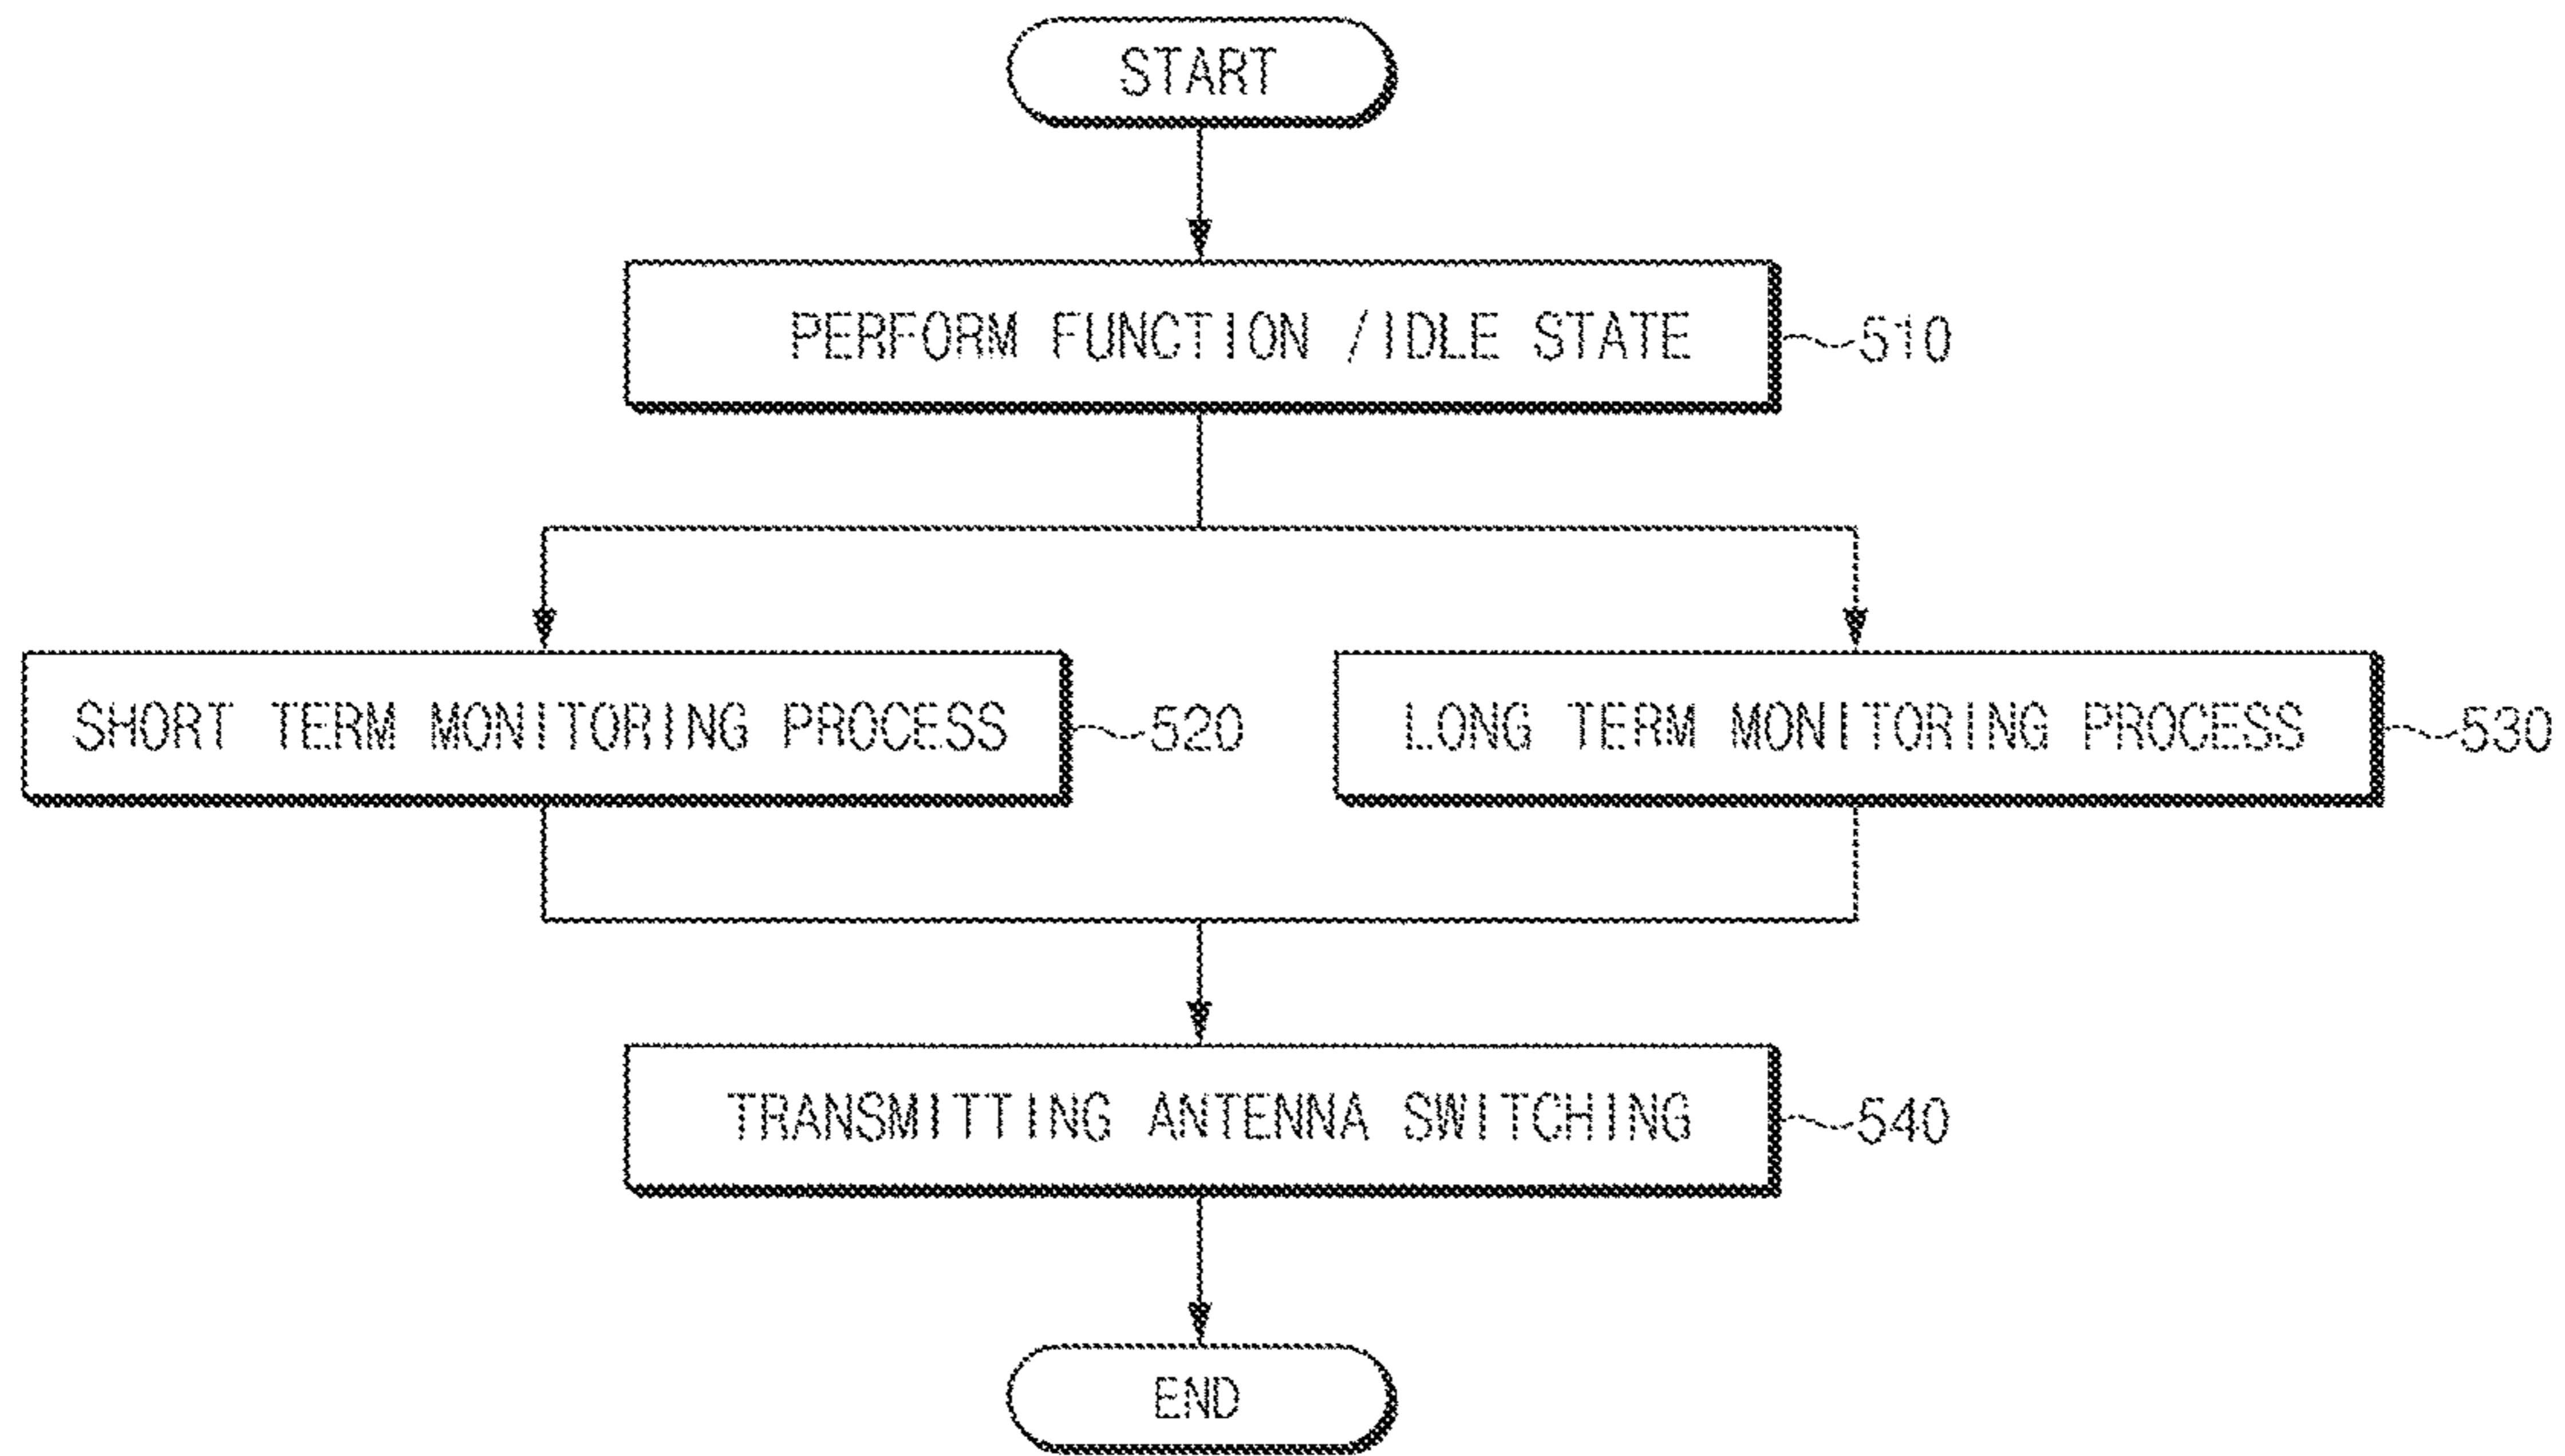 START
PERFORM FUNCTION /IDLE STATE
510
SHORT TERM MONITORING PROCESS
520
LONG TERM MONITORING PROCESS
530
TRANSMITTING ANTENNA SWITCHING
540
END